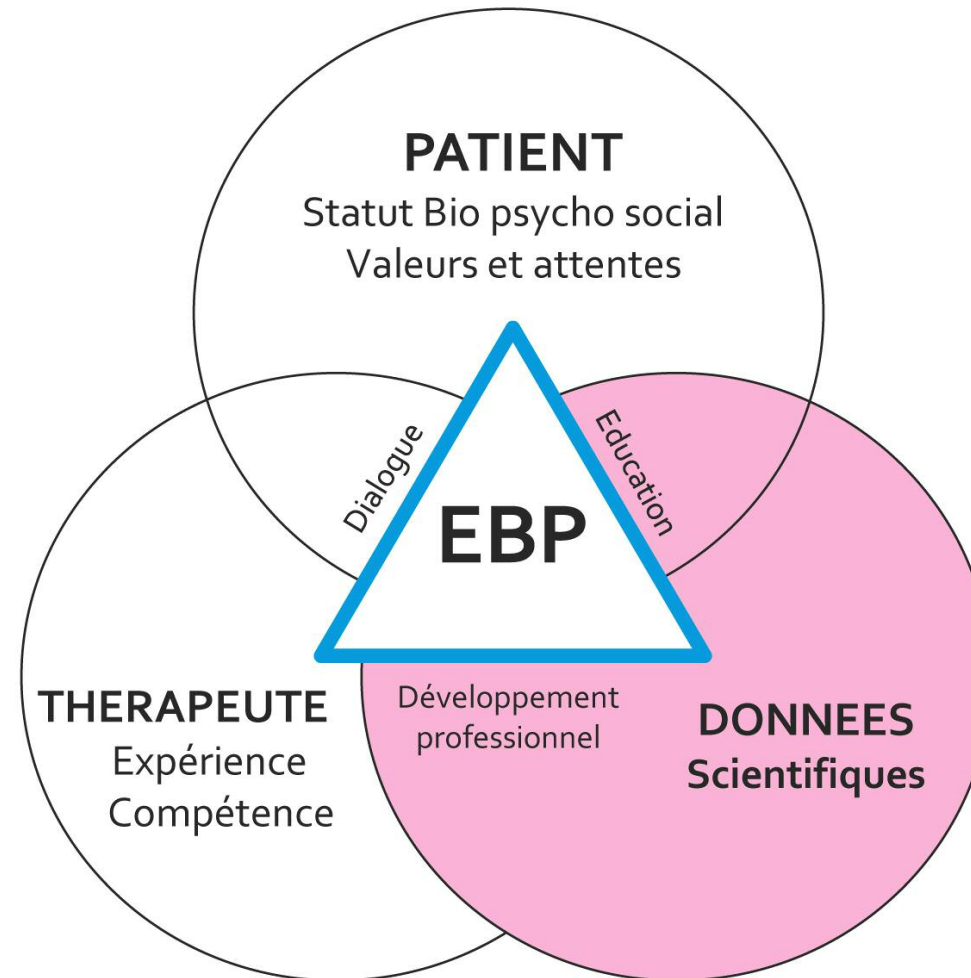 PATIENT
Statut Bio psycho social
Valeurs et attentes
Dialogue
Education
EBP
THERAPEUTE
Expérience
Compétence
Développement
professionnel
DONNEES
Scientifiques